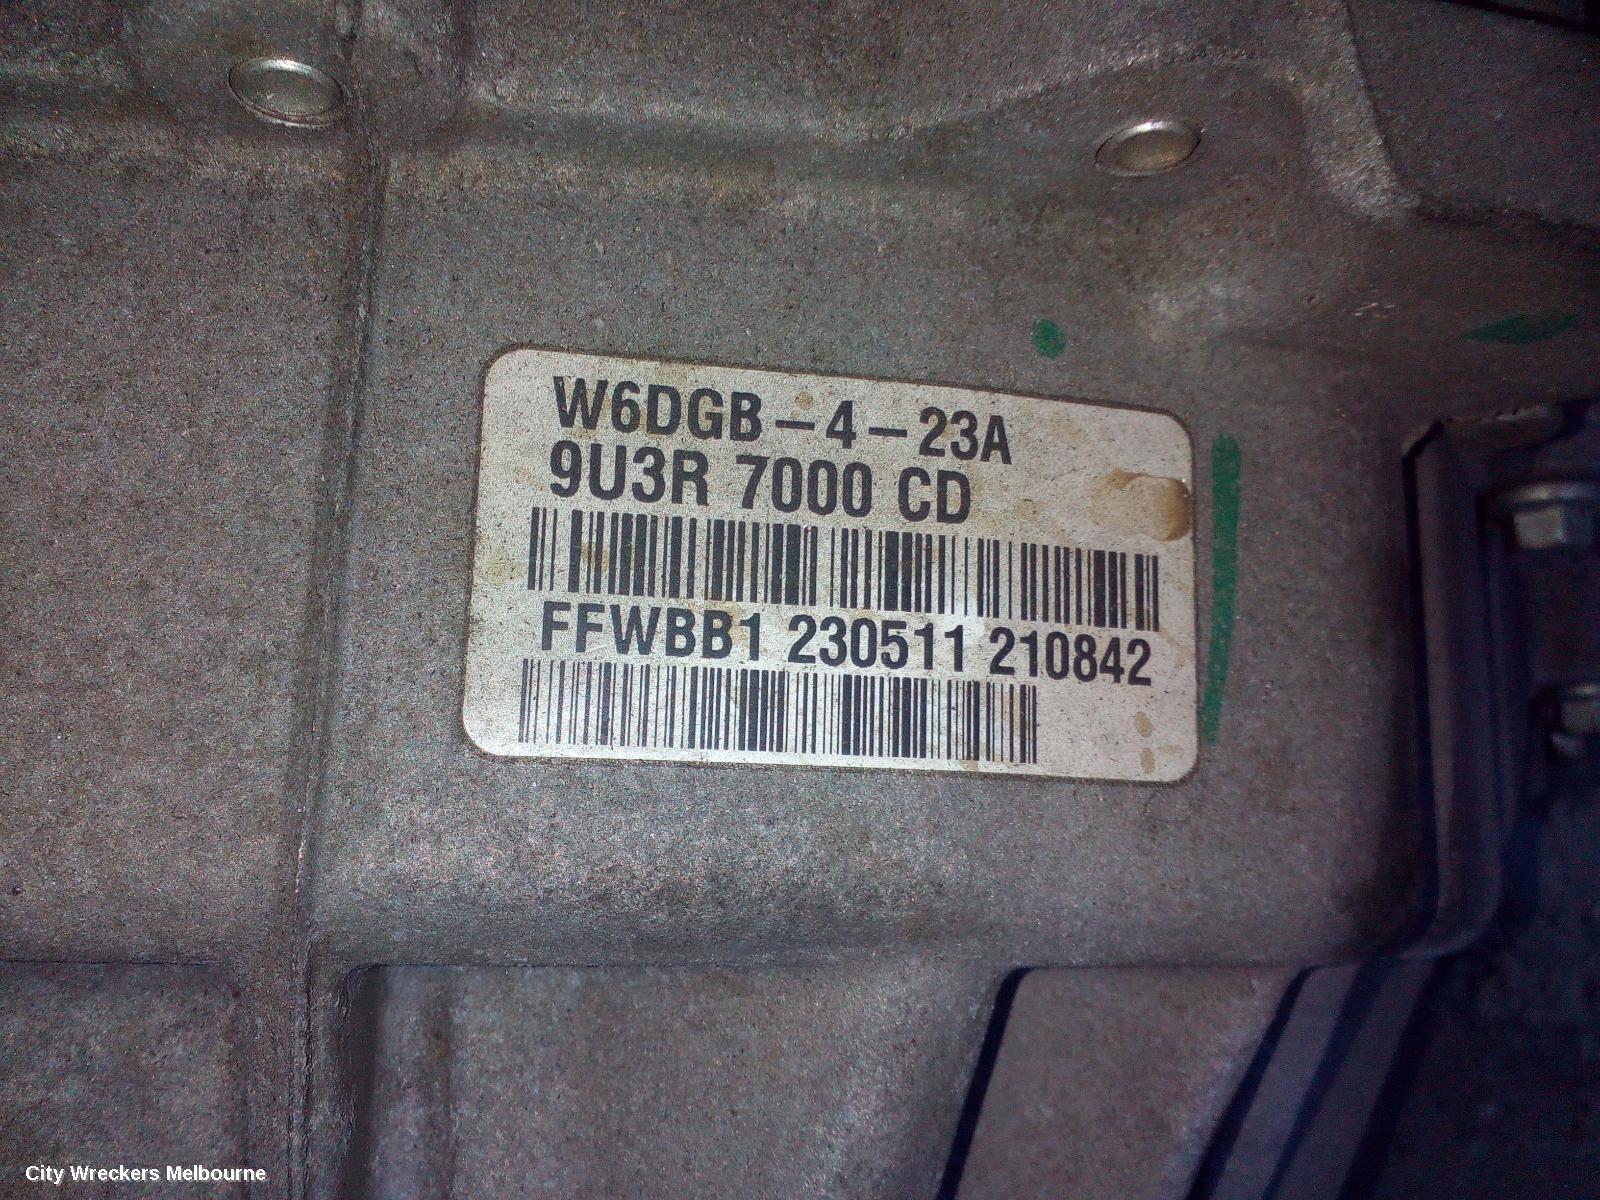 W6DGB-4-23A
9U3R 7000 CD
FFWBB1 230511 210842
City Wreckers Melbourne